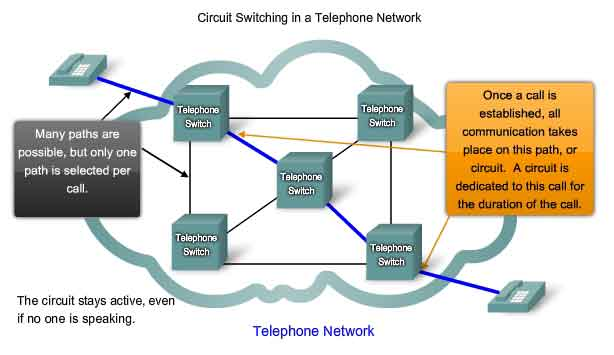 Circuit Switching in a Telephone Network
Telephone
Switch
Telephone
Switch
Many paths are
possible, but only one
path is selected per
call.
Once a call is
established, all
communication takes
place on this path, or
circuit. A circuit is
dedicated to this call for
the duration of the call.
Telephone
Switch
Telephone
Switch
Telephone
Switch
The circuit stays active, even
if no one is speaking.
Telephone Network